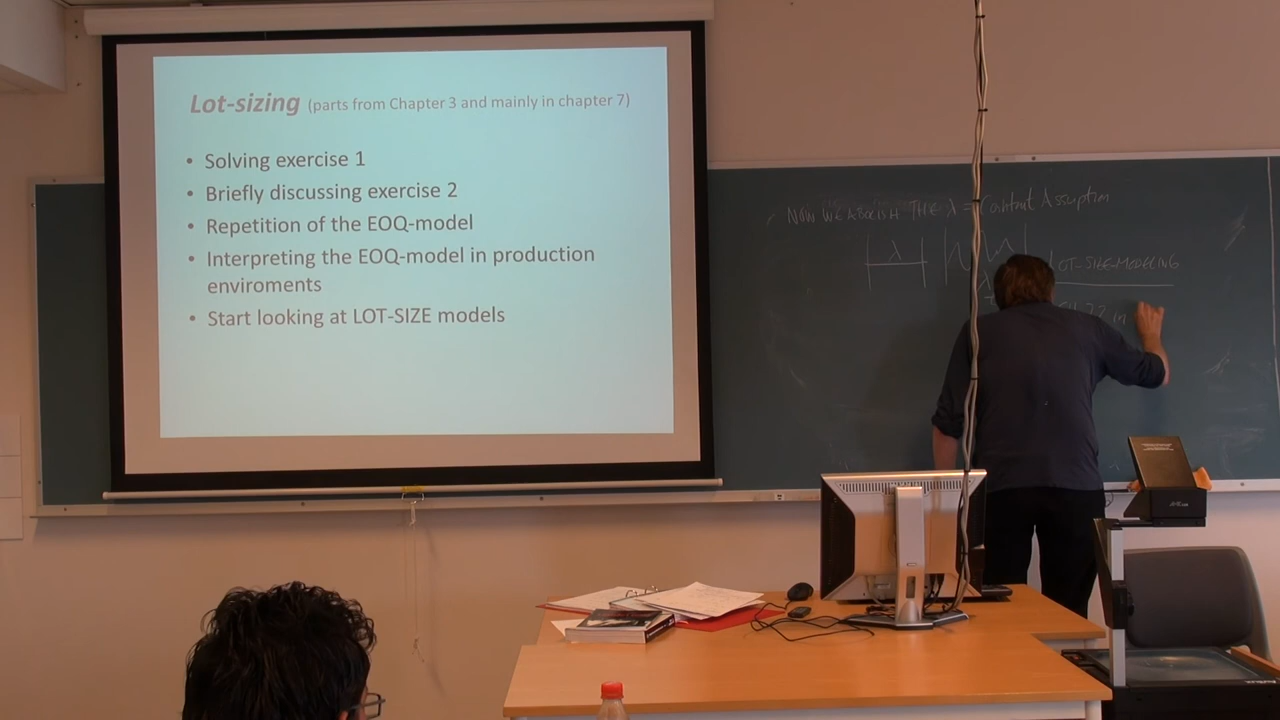 Lot-sizing (parts from Chapter 3 and mainly in chapter 7)
• Solving exercise 1
• Briefly discussing exercise 2
• Repetition of the EOQ-model
• Interpreting the EOQ-model in production
enviroments
• Start looking at LOT-SIZE models
NOW WE ABOLISH THE λ = Constant Assumption
λ
λ
LOT-SIZE-MODELING
in